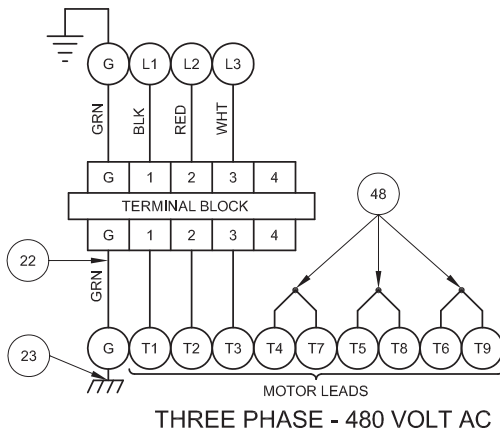 G L1 L2 L3
GRN BLK RED WHT
G 1 2 3 4
TERMINAL BLOCK
G 1 2 3 4
48
22
GRN
23
G T1 T2 T3 T4 T7 T5 T8 T6 T9
MOTOR LEADS
THREE PHASE - 480 VOLT AC